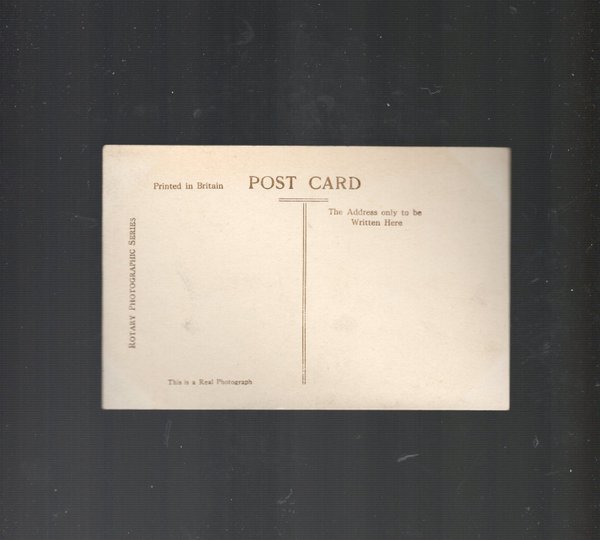 Printed in Britain
POST CARD
The Address only to be
Written Here
ROTARY PHOTOGRAPHIC SERIES
This is a Real Photograph